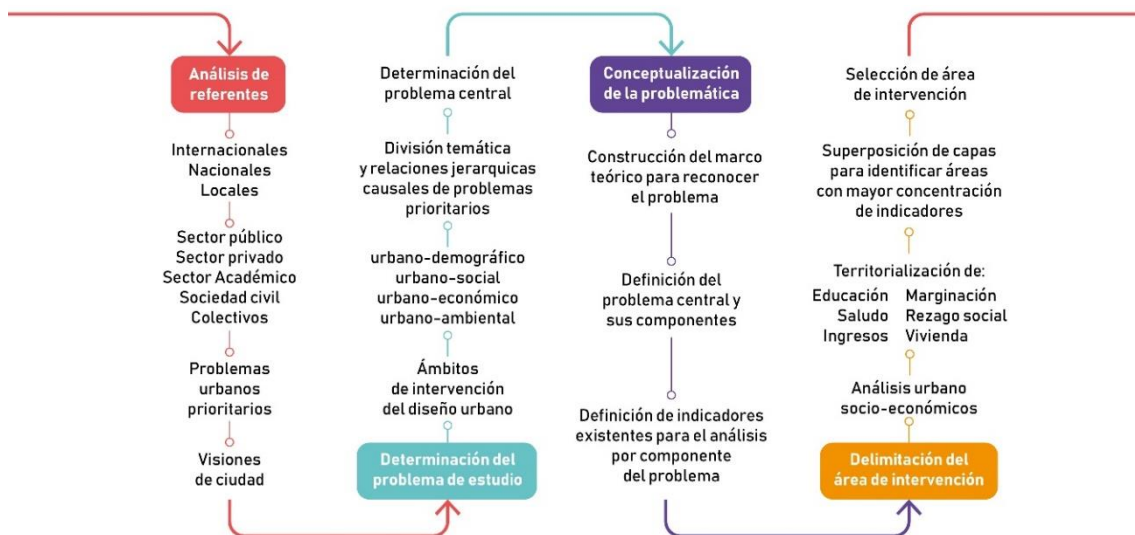 Análisis de
referentes
Internacionales
Nacionales
Locales
Sector público
Sector privado
Sector Académico
Sociedad civil
Colectivos
Problemas
urbanos
prioritarios
Visiones
de ciudad
Determinación del
problema central
División temática
y relaciones jerarquicas
causales de problemas
prioritarios
urbano-demográfico
urbano-social
urbano-económico
urbano-ambiental
Ámbitos
de intervención
del diseño urbano
Determinación del
problema de estudio
Conceptualización
de la problemática
Construcción del marco
teórico para reconocer
el problema
Definición del
problema central y
sus componentes
Definición de indicadores
existentes para el análisis
por componente
del problema
Selección de área
de intervención
Superposición de capas
para identificar áreas
con mayor concentración
de indicadores
Territorialización de:
Educación Marginación
Saludo Rezago social
Ingresos Vivienda
Análisis urbano
socio-económicos
Delimitación del
área de intervención